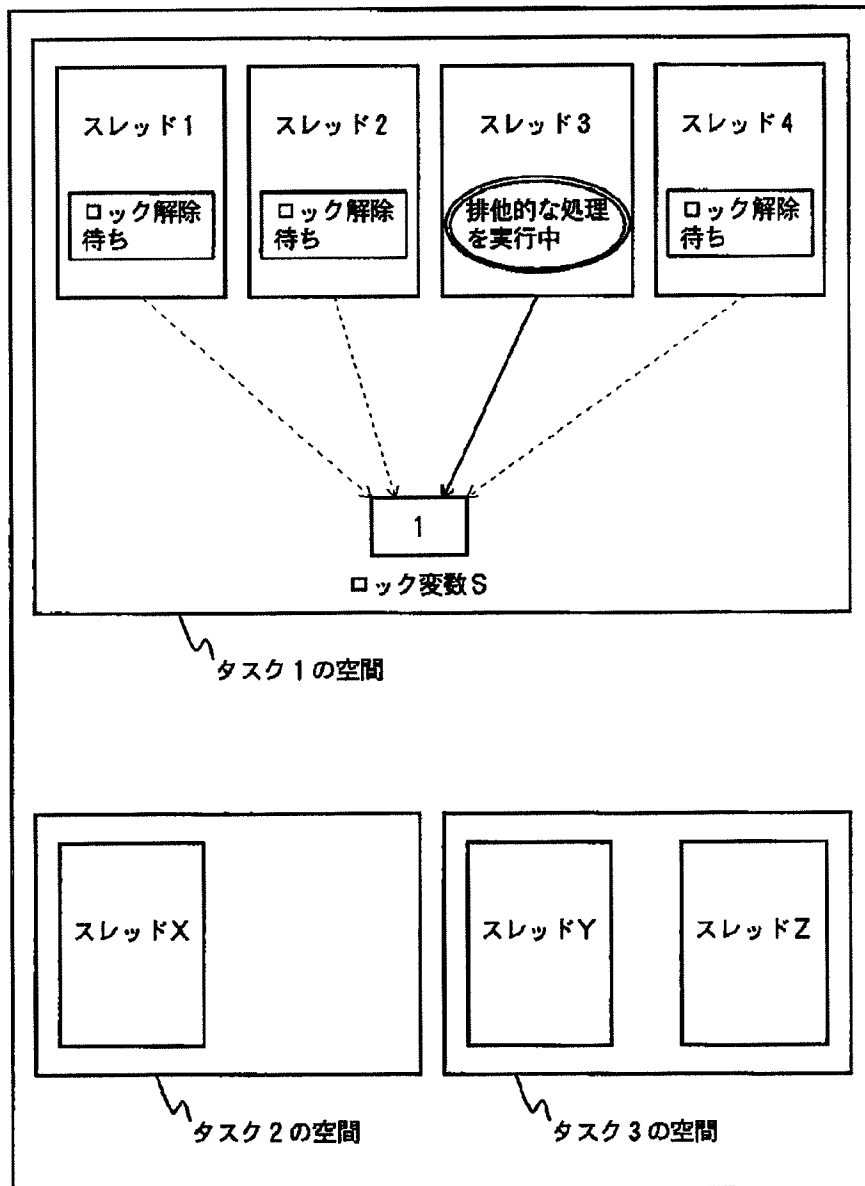 スレッド1
スレッド2
スレッド3
スレッド4
ロック解除
待ち
ロック解除
待ち
排他的な処理
を実行中
ロック解除
待ち
1
ロック変数S
タスク1の空間
スレッドX
スレッドY
スレッドZ
タスク2の空間
タスク3の空間